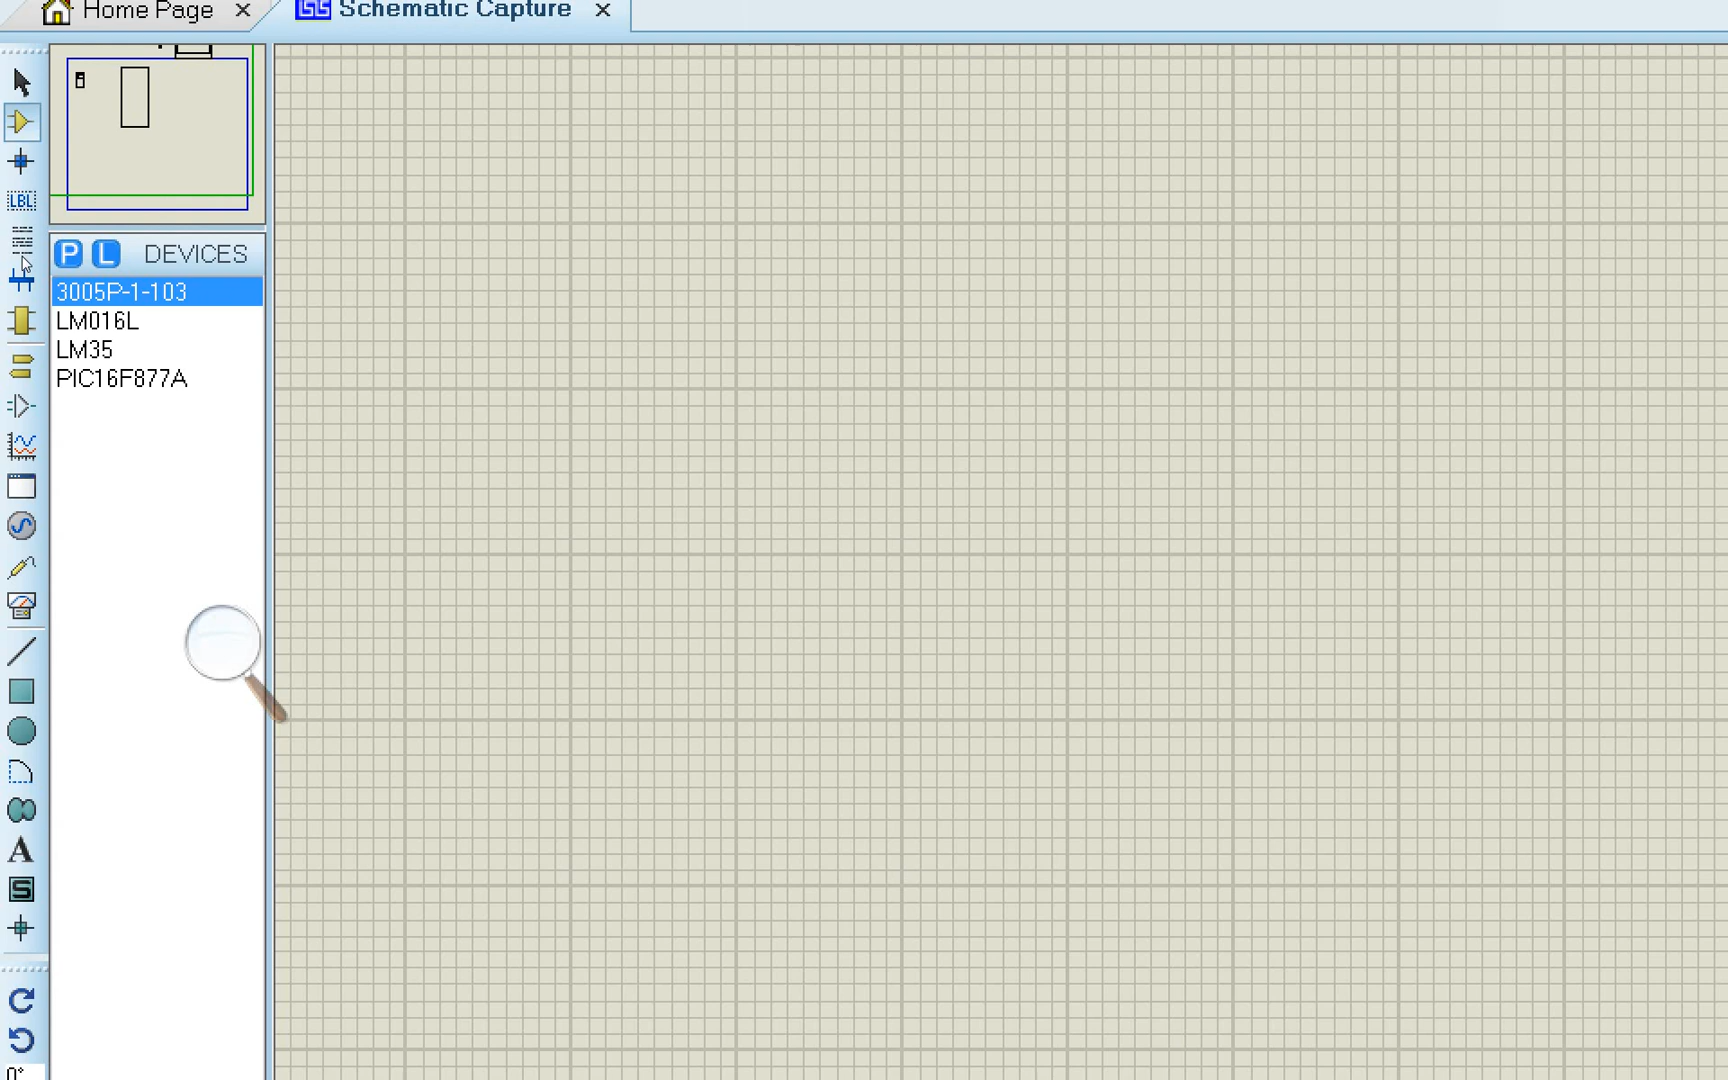 Home Page
Schematic Capture
LBL
P L DEVICES
3005P-1-103
LM016L
LM35
PIC16F877A
A
S
0°